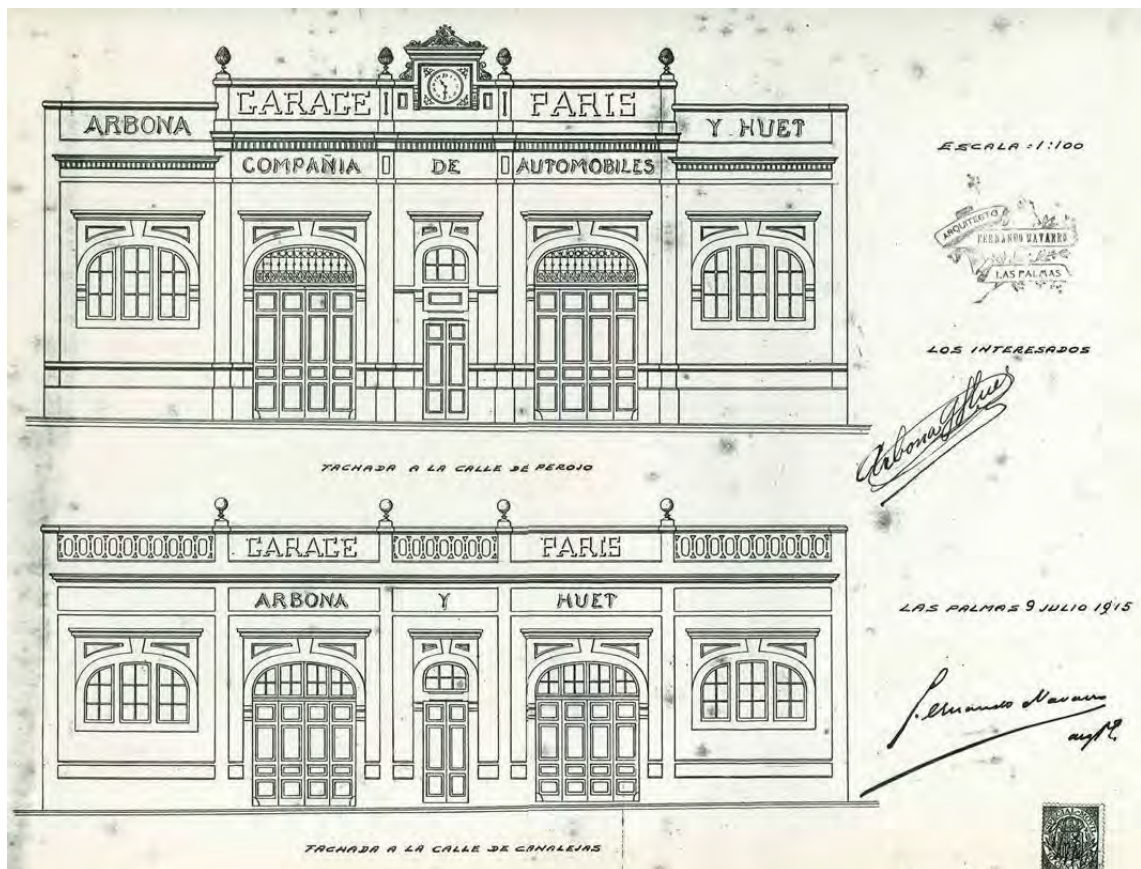 GARAGE PARIS
ARBONA Y HUET
COMPAÑIA DE AUTOMOBILES
FACHADA A LA CALLE DE PEROJO
GARAGE PARIS
ARBONA Y HUET
FACHADA A LA CALLE DE CANALEJAS
ESCALA : 1:100
ARQUITECTO
FERNANDO NAVARRO
LAS PALMAS
LOS INTERESADOS
Arbona y Huet
LAS PALMAS 9 JULIO 1915
Fernando Navarro
arqto.